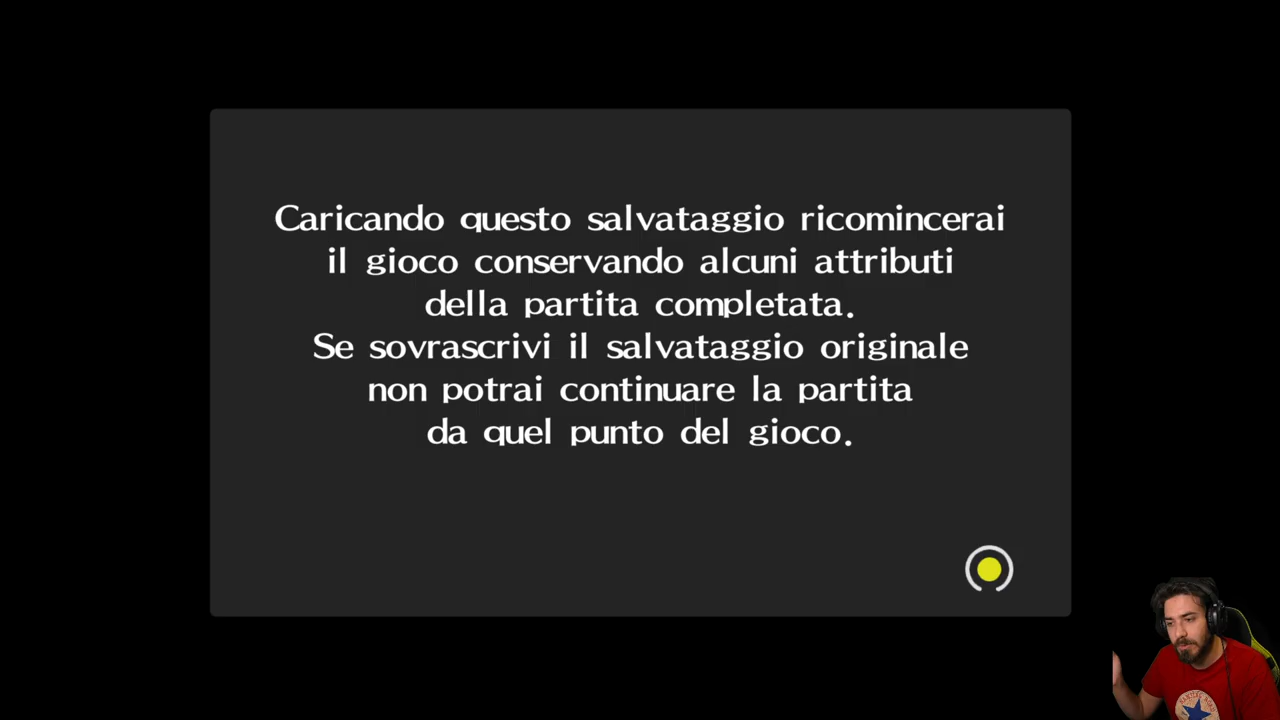 Caricando questo salvataggio ricomincerai
il gioco conservando alcuni attributi
della partita completata.
Se sovrascrivi il salvataggio originale
non potrai continuare la partita
da quel punto del gioco.